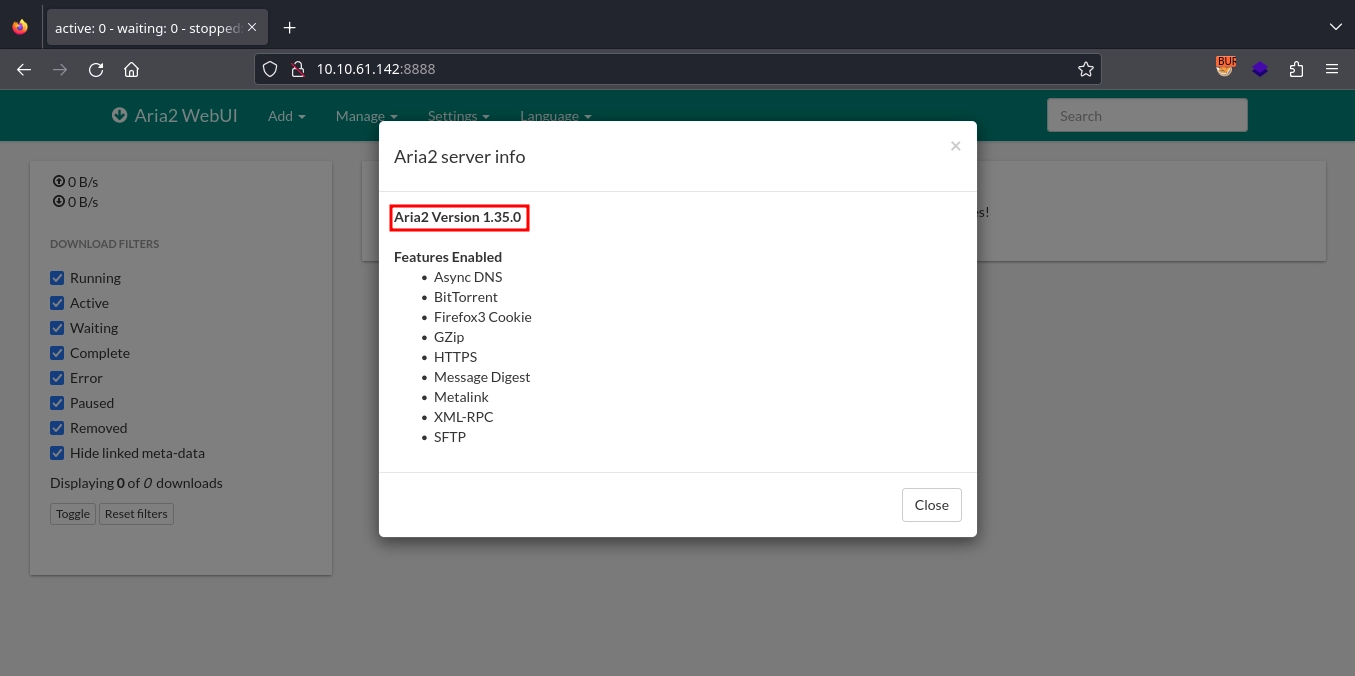 active: 0 - waiting: 0 - stopped:
10.10.61.142:8888
BUR
Aria2 WebUI
Add
Manage
Settings
Language
Search
0 B/s
0 B/s
DOWNLOAD FILTERS
Running
Active
Waiting
Complete
Error
Paused
Removed
Hide linked meta-data
Displaying 0 of 0 downloads
Toggle
Reset filters
Aria2 server info
×
Aria2 Version 1.35.0
Features Enabled
• Async DNS
• BitTorrent
• Firefox3 Cookie
• GZip
• HTTPS
• Message Digest
• Metalink
• XML-RPC
• SFTP
Close
s!